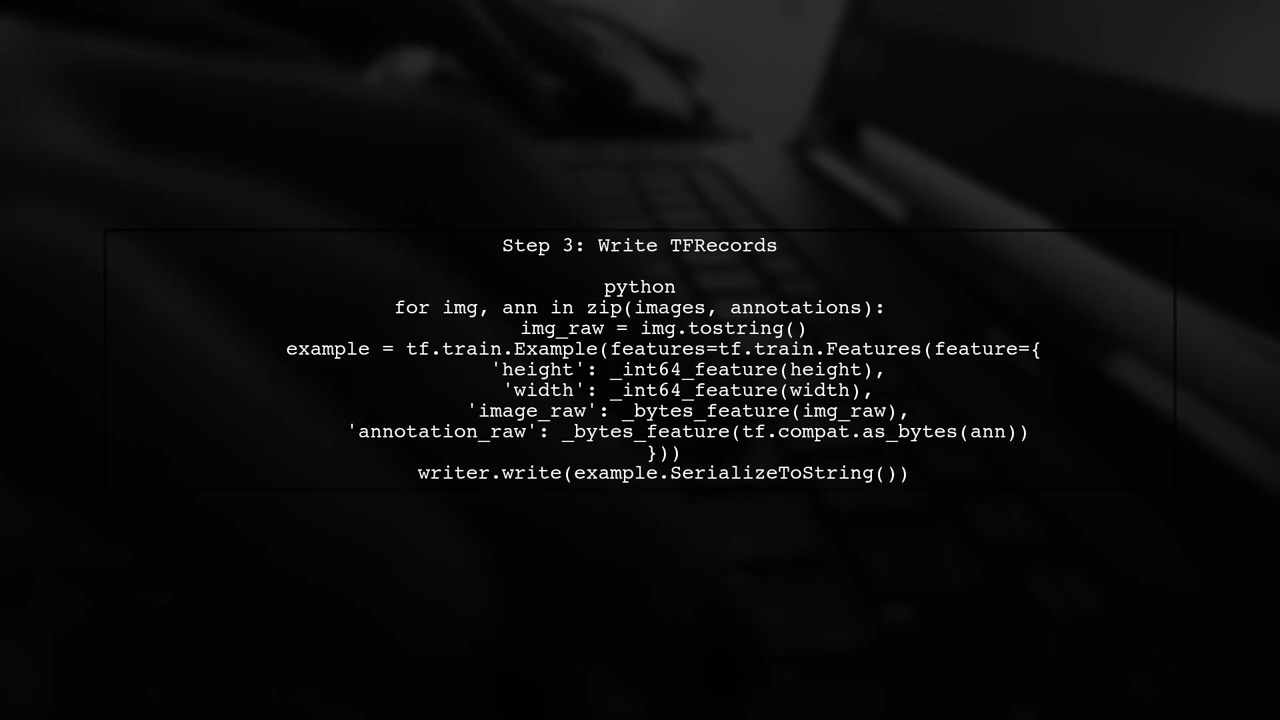 Step 3: Write TFRecords
python
for img, ann in zip(images, annotations):
img_raw = img.tostring()
example = tf.train.Example(features=tf.train.Features(feature={
'height': _int64_feature(height),
'width': _int64_feature(width),
'image_raw': _bytes_feature(img_raw),
'annotation_raw': _bytes_feature(tf.compat.as_bytes(ann))
}))
writer.write(example.SerializeToString())